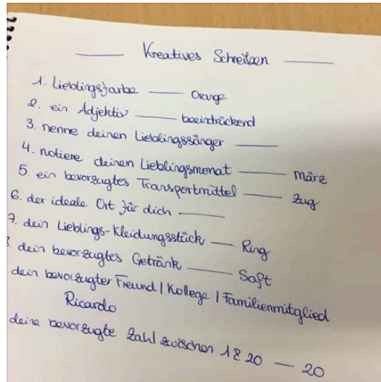 Kreatives Schreiben
1. Lieblingsfarbe — Orange
2. ein Adjektiv — beeindrückend
3. nenne deinen Lieblingssänger —
4. notiere deinen Lieblingsmonat — März
5. ein bevorzugtes Transportmittel — Zug
6. der ideale Ort für dich —
7. dein Lieblings-Kleidungsstück — Ring
8. dein bevorzugtes Getränk — Saft
dein bevorzugter Freund / Kollege / Familienmitglied
Ricardo
deine bevorzugte Zahl zwischen 1 & 20 — 20